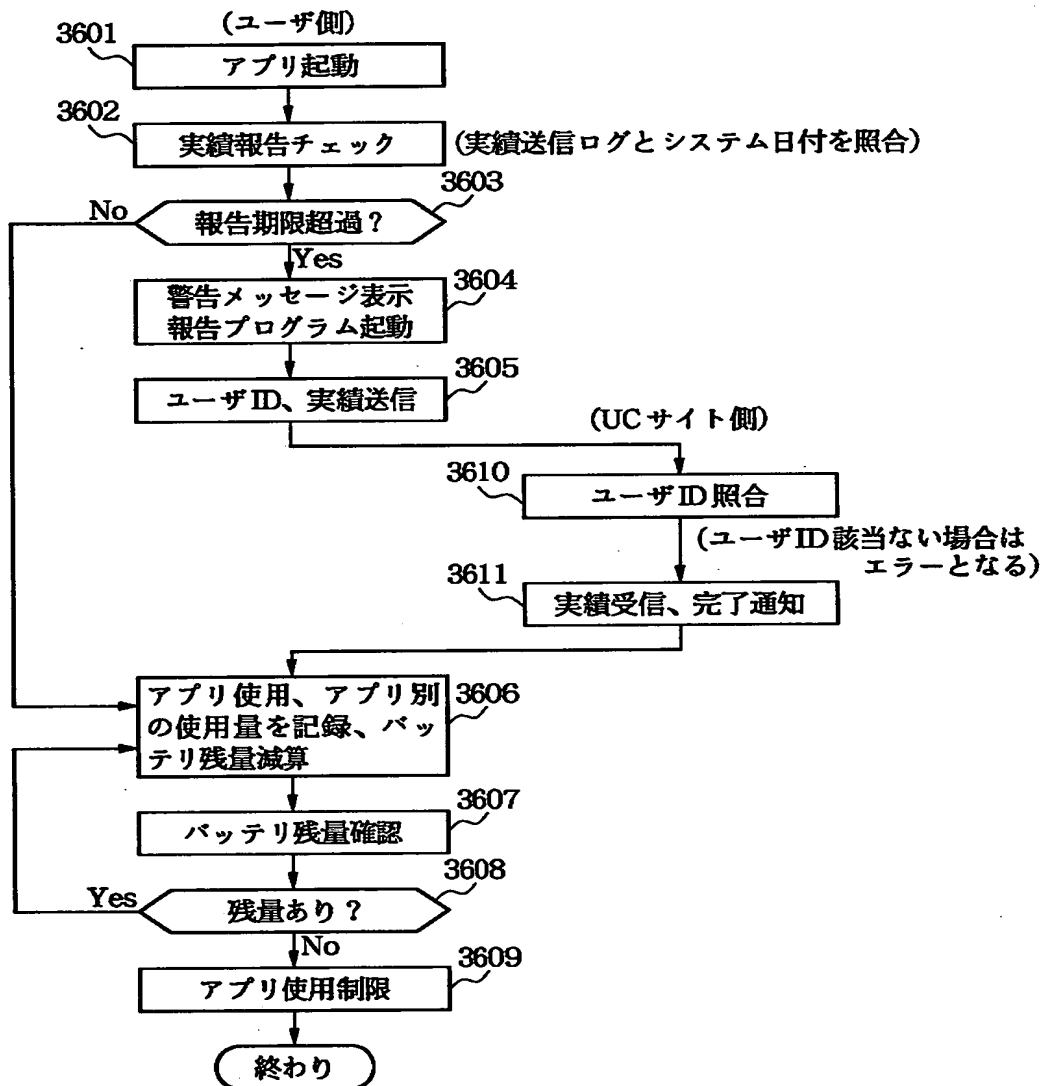 (ユーザ側)
3601
アプリ起動
3602
実績報告チェック
(実績送信ログとシステム日付を照合)
3603
報告期限超過?
No
Yes
3604
警告メッセージ表示
報告プログラム起動
3605
ユーザID、実績送信
(UCサイト側)
3610
ユーザID照合
(ユーザID該当ない場合は
エラーとなる)
3611
実績受信、完了通知
3606
アプリ使用、アプリ別
の使用量を記録、バッ
テリ残量減算
3607
バッテリ残量確認
3608
残量あり?
Yes
No
3609
アプリ使用制限
終わり